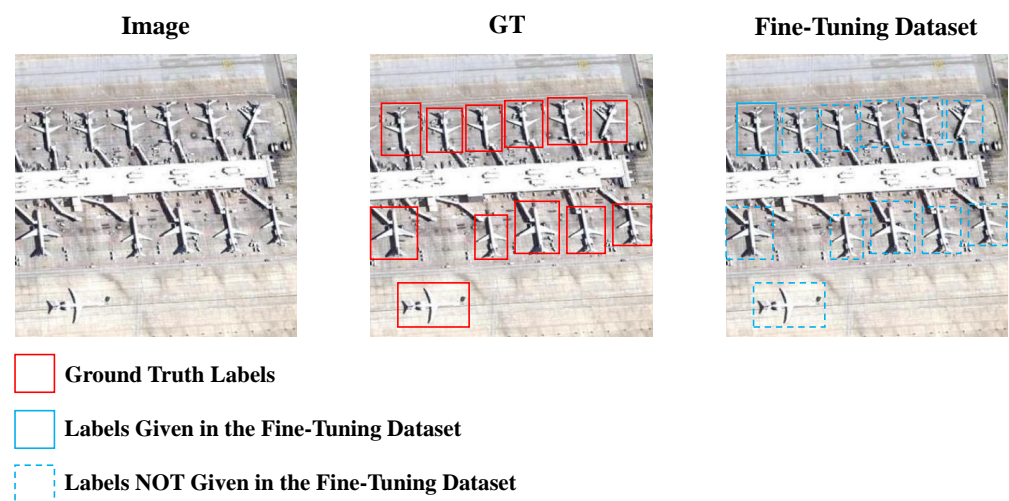 Image
GT
Fine-Tuning Dataset
Ground Truth Labels
Labels Given in the Fine-Tuning Dataset
Labels NOT Given in the Fine-Tuning Dataset